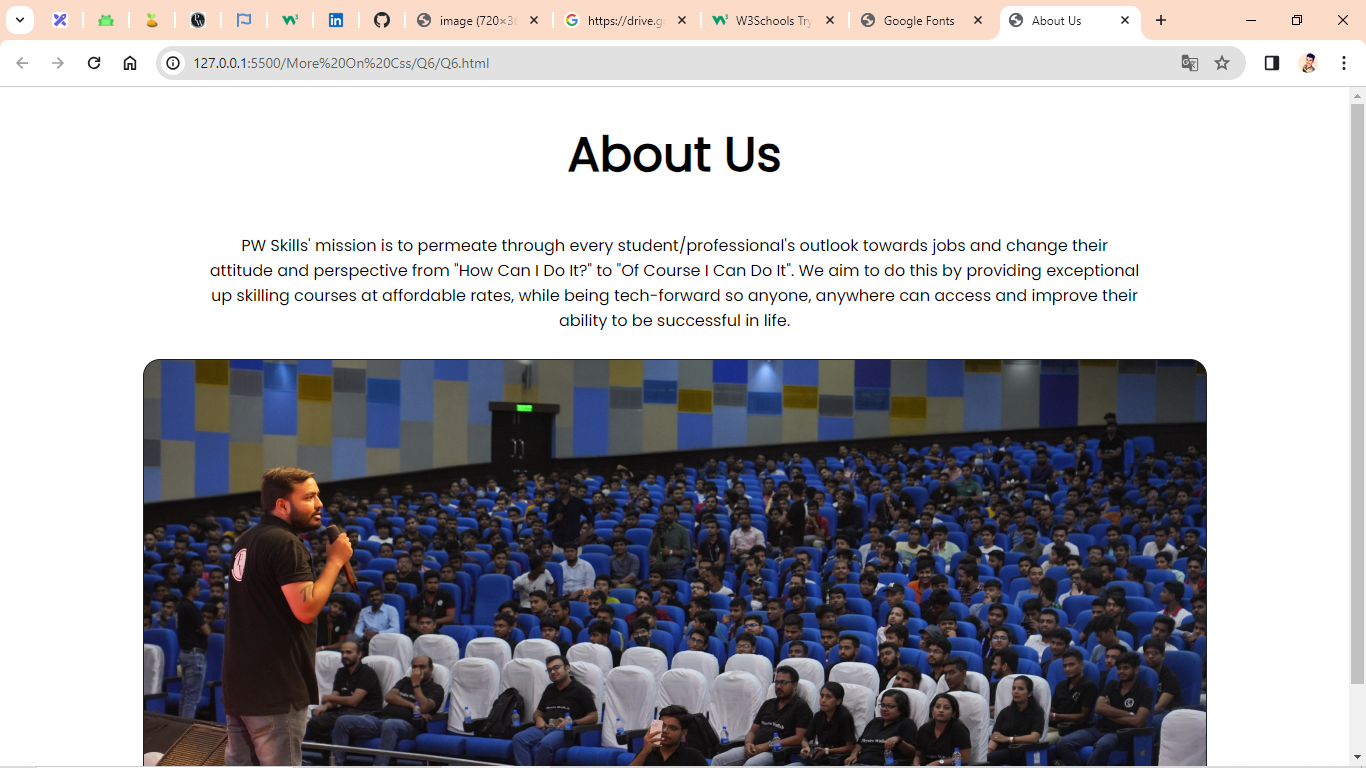 image (720×3
https://drive.g
W3Schools Try
Google Fonts
About Us
127.0.0.1:5500/More%20On%20Css/Q6/Q6.html
About Us
PW Skills' mission is to permeate through every student/professional's outlook towards jobs and change their
attitude and perspective from "How Can I Do It?" to "Of Course I Can Do It". We aim to do this by providing exceptional
up skilling courses at affordable rates, while being tech-forward so anyone, anywhere can access and improve their
ability to be successful in life.